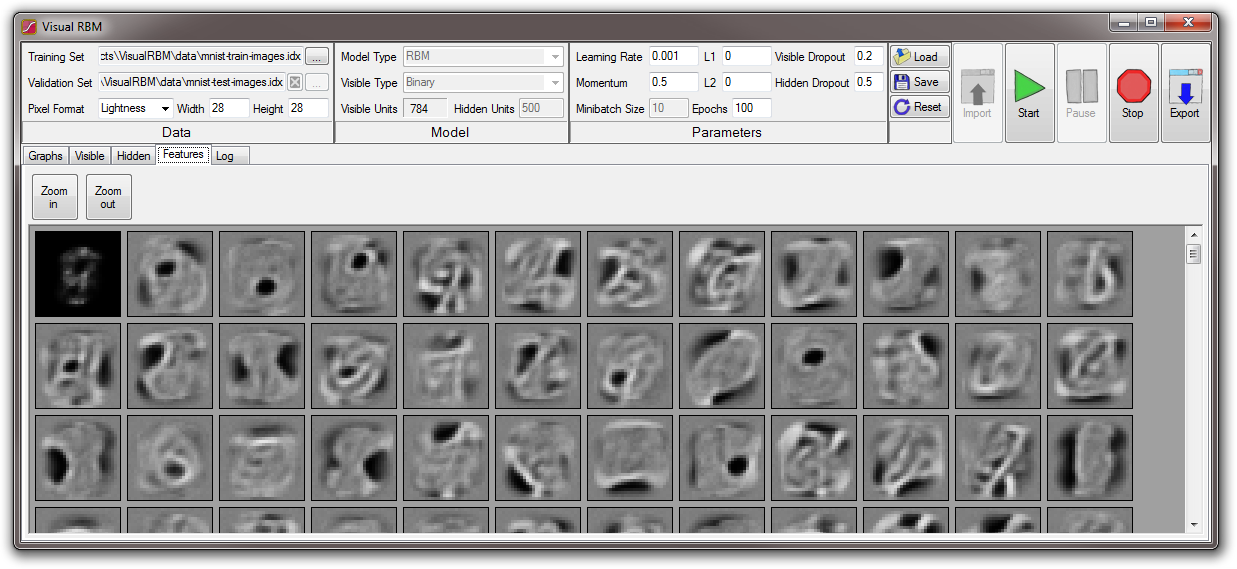 Visual RBM
Training Set cts\VisualRBM\data\mnist-train-images.idx ... Model Type RBM Learning Rate 0.001 L1 0 Visible Dropout 0.2 Load
Validation Set \VisualRBM\data\mnist-test-images.idx ... Visible Type Binary Momentum 0.5 L2 0 Hidden Dropout 0.5 Save
Pixel Format Lightness Width 28 Height 28 Visible Units 784 Hidden Units 500 Minibatch Size 10 Epochs 100 Reset
Import Start Pause Stop Export
Data Model Parameters
Graphs Visible Hidden Features Log
Zoom in Zoom out